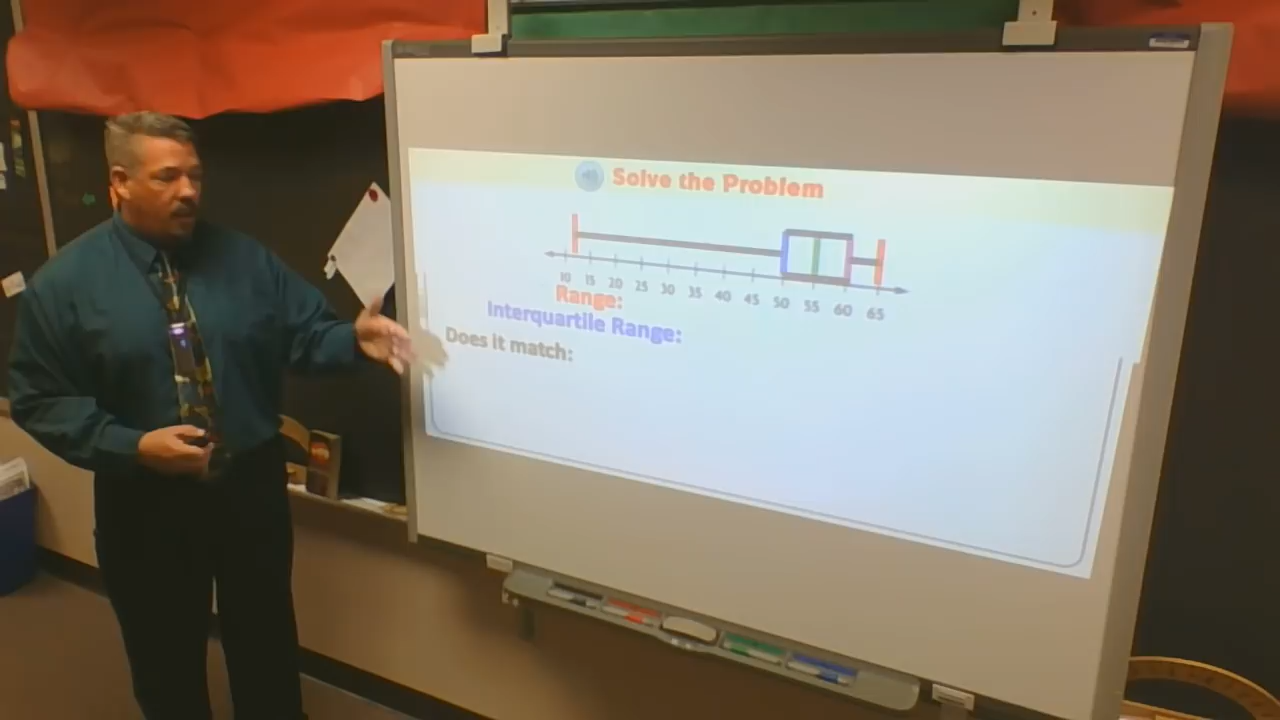 Solve the Problem
10 15 20 25 30 35 40 45 50 55 60 65
Range:
Interquartile Range:
Does it match: